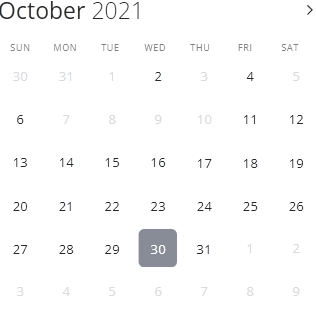 October 2021
SUN MON TUE WED THU FRI SAT
30 31 1 2 3 4 5
6 7 8 9 10 11 12
13 14 15 16 17 18 19
20 21 22 23 24 25 26
27 28 29 30 31 1 2
3 4 5 6 7 8 9